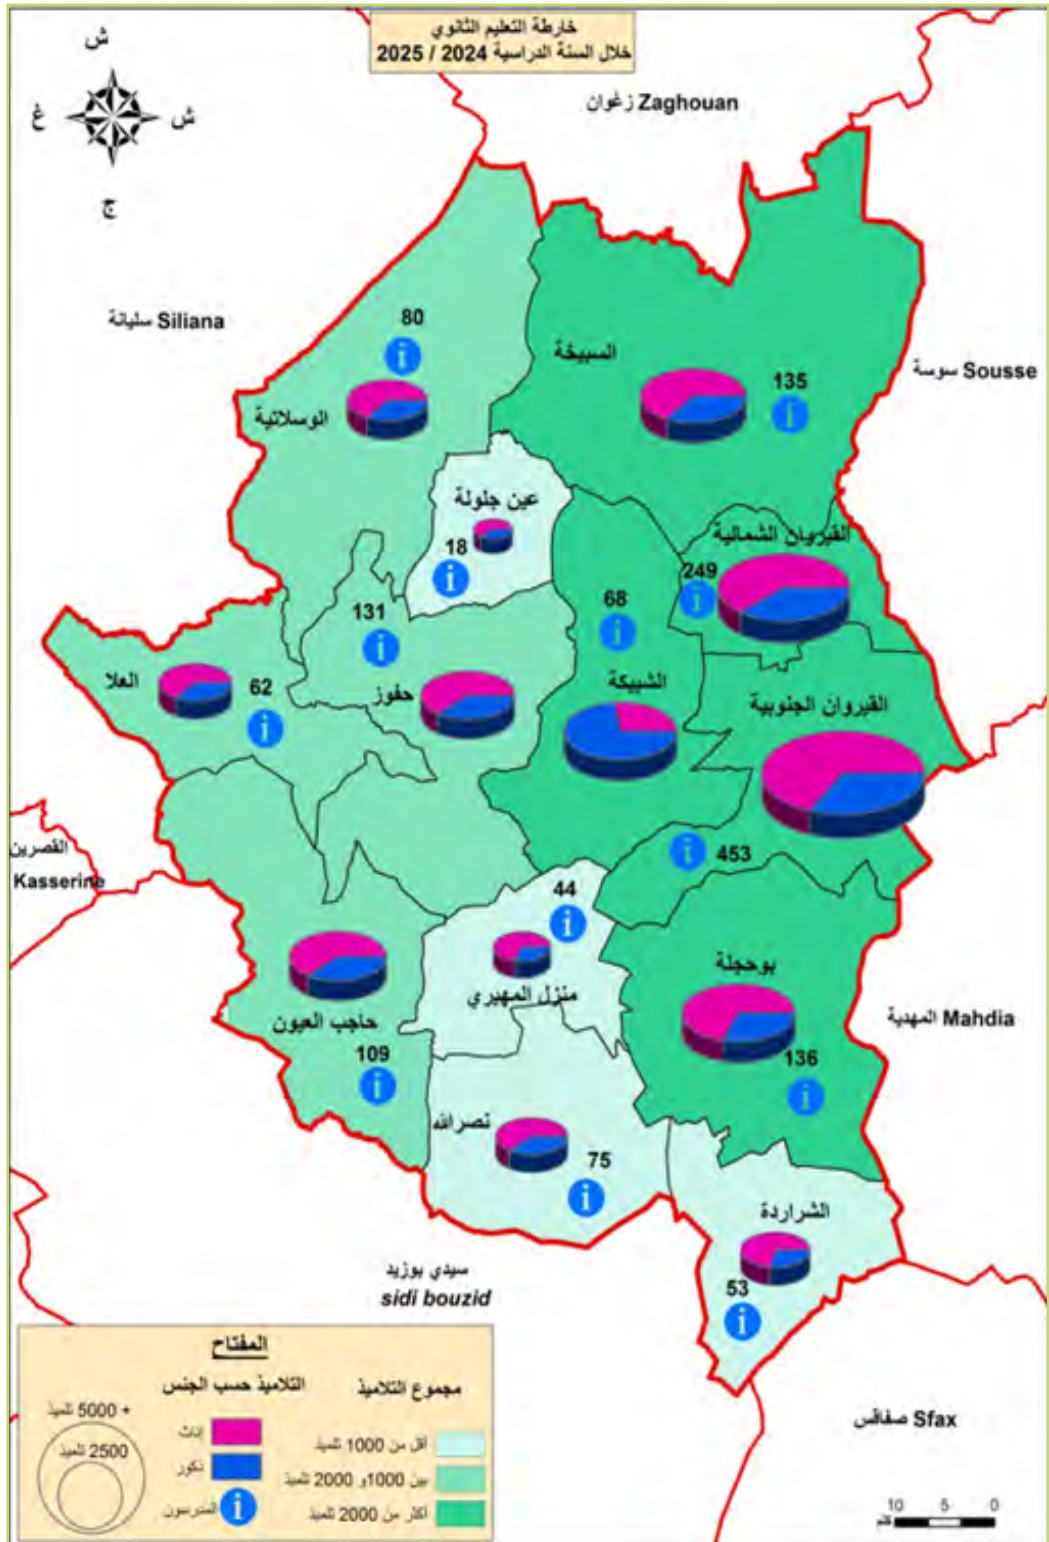 خارطة التعليم الثانوي
خلال السنة الدراسية 2024 / 2025
ش
غ
ش
ج
زغوان Zaghouan
سليانة Siliana
سوسة Sousse
80
الوسلاتية
السبيخة
135
عين جلولة
18
القيروان الشمالية
249
131
68
حفوز
الشبيكة
العلا
62
القيروان الجنوبية
453
القصرين
Kasserine
44
منزل المهيري
بوحجلة
136
المهدية Mahdia
حاجب العيون
109
نصرالله
75
الشراردة
53
سيدي بوزيد
sidi bouzid
صفاقس Sfax
المفتاح
مجموع التلاميذ
أقل من 1000 تلميذ
بين 1000و 2000 تلميذ
أكثر من 2000 تلميذ
التلاميذ حسب الجنس
إناث
ذكور
المدرسون
+ 5000 تلميذ
2500 تلميذ
10 5 0
كلم